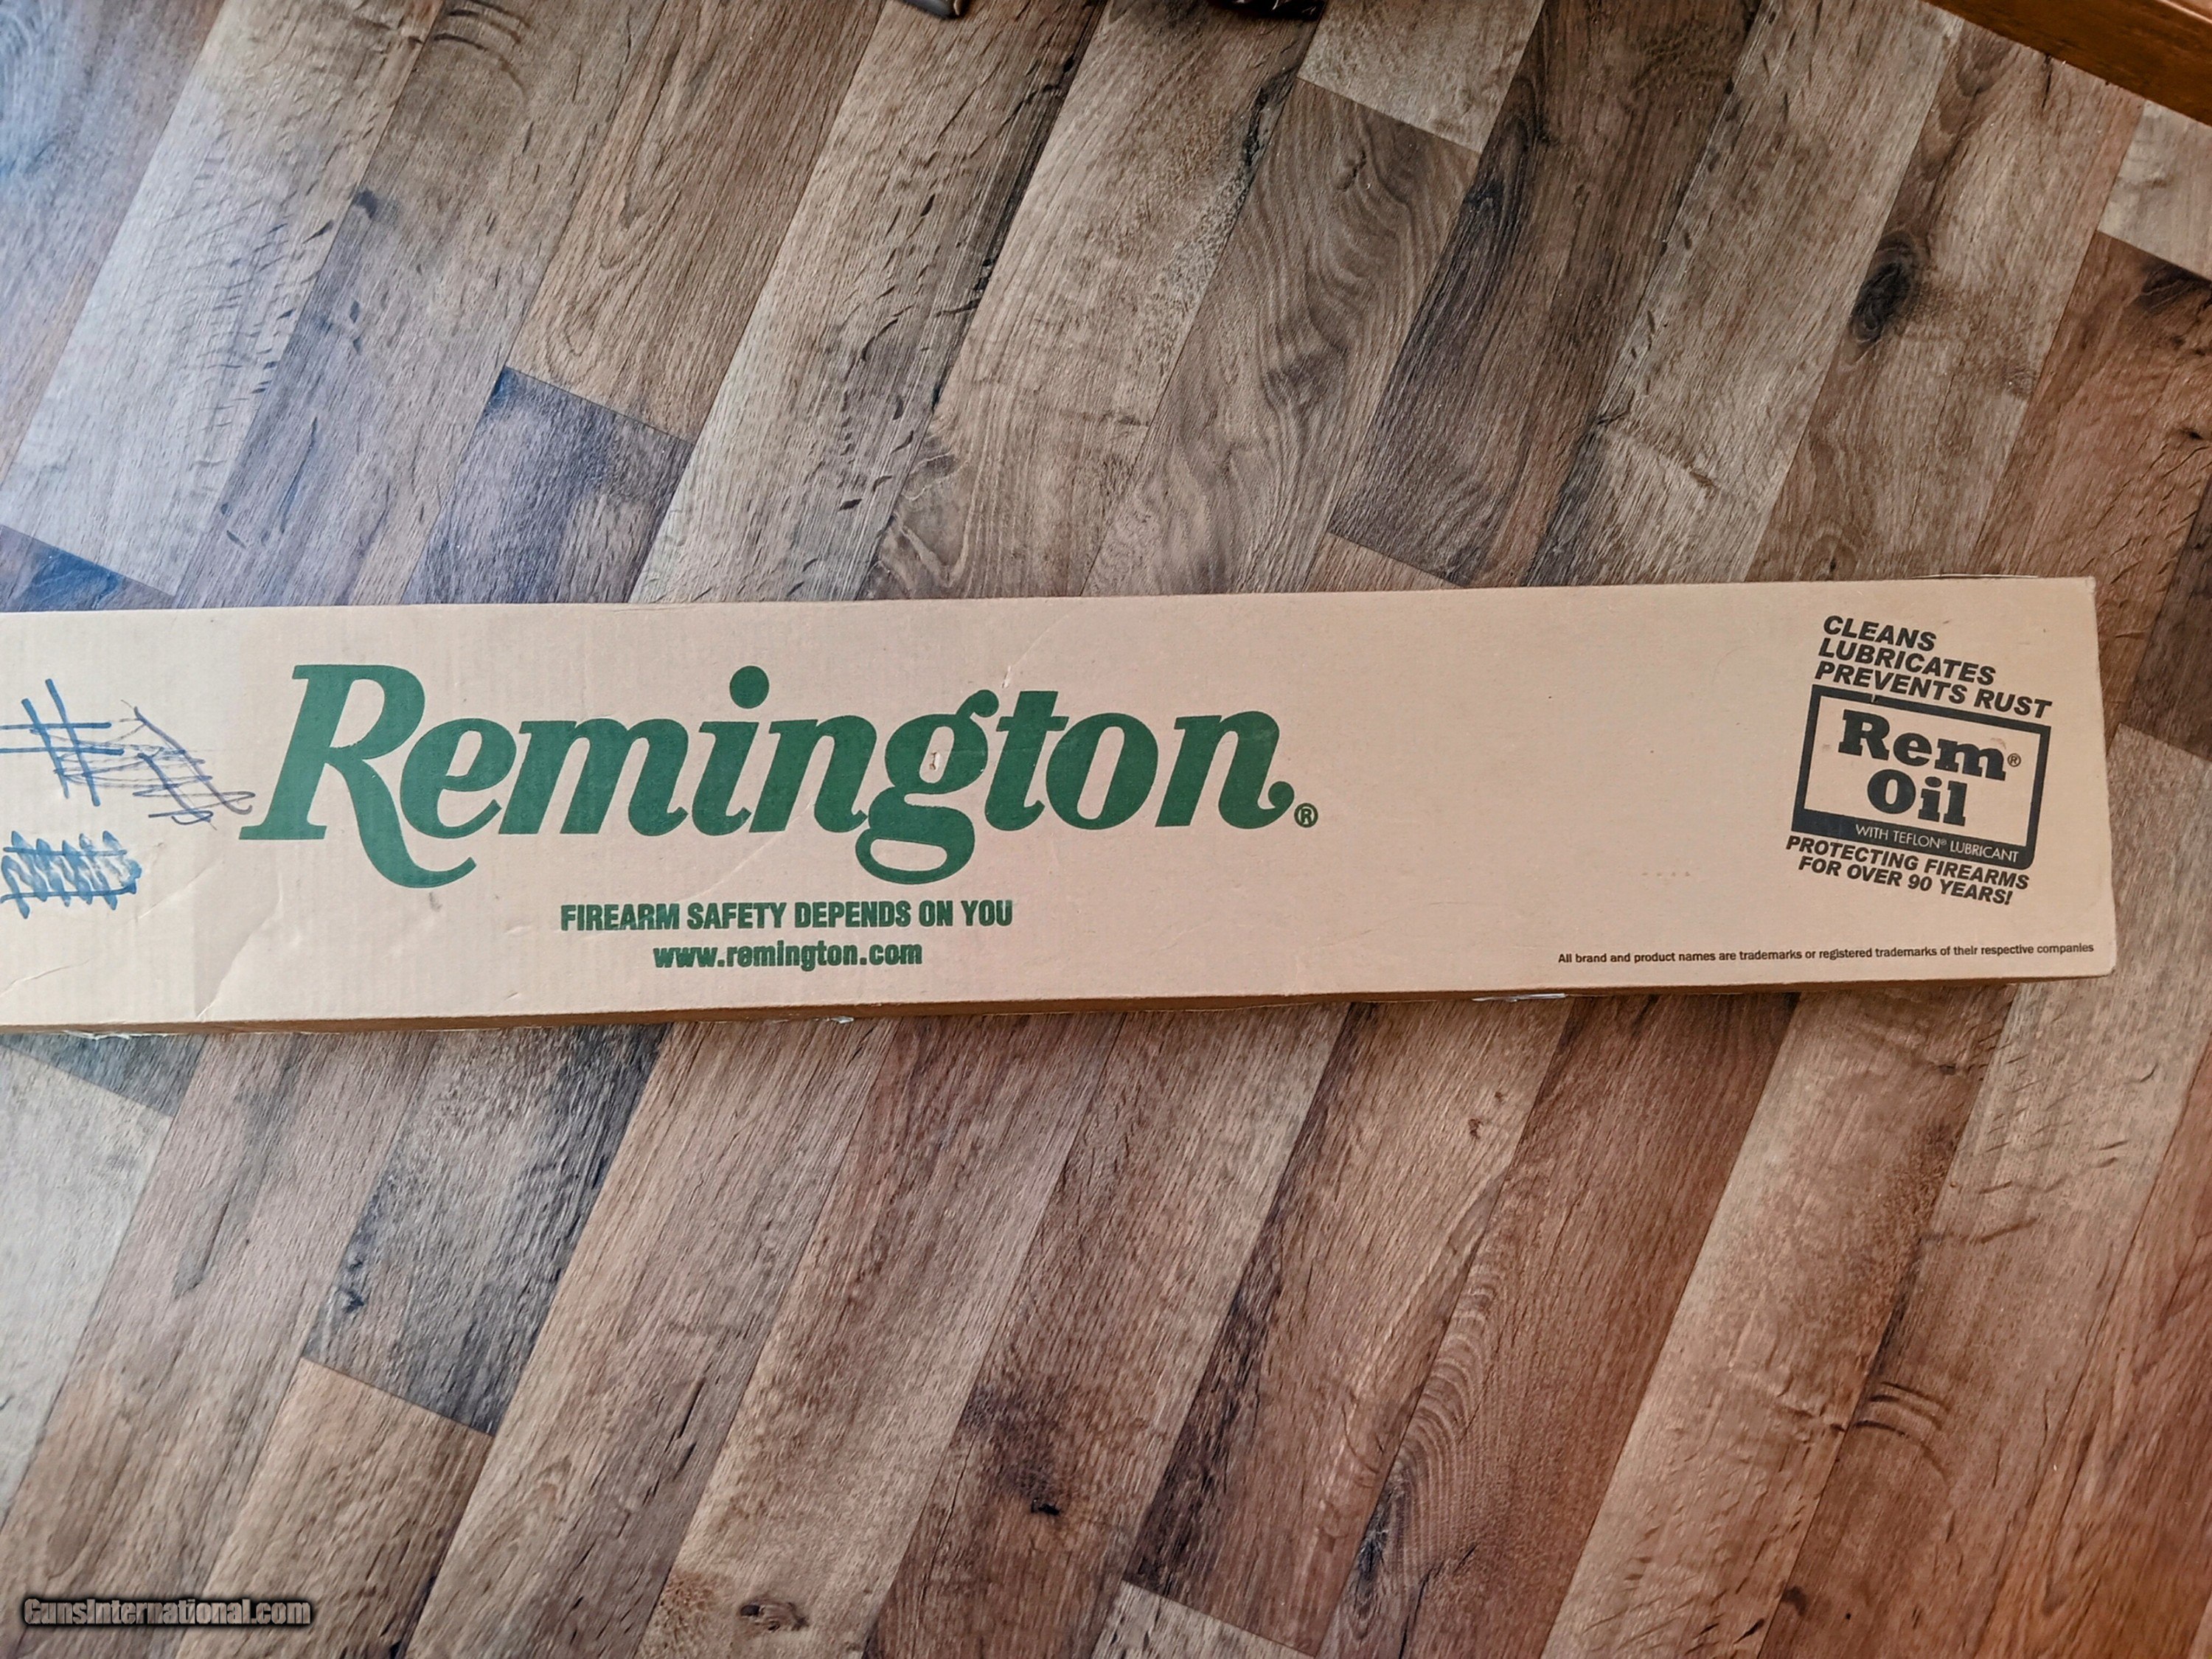 Remington®
FIREARM SAFETY DEPENDS ON YOU
www.remington.com
CLEANS
LUBRICATES
PREVENTS RUST
Rem®
Oil
WITH TEFLON® LUBRICANT
PROTECTING FIREARMS
FOR OVER 90 YEARS!
All brand and product names are trademarks or registered trademarks of their respective companies
GunsInternational.com